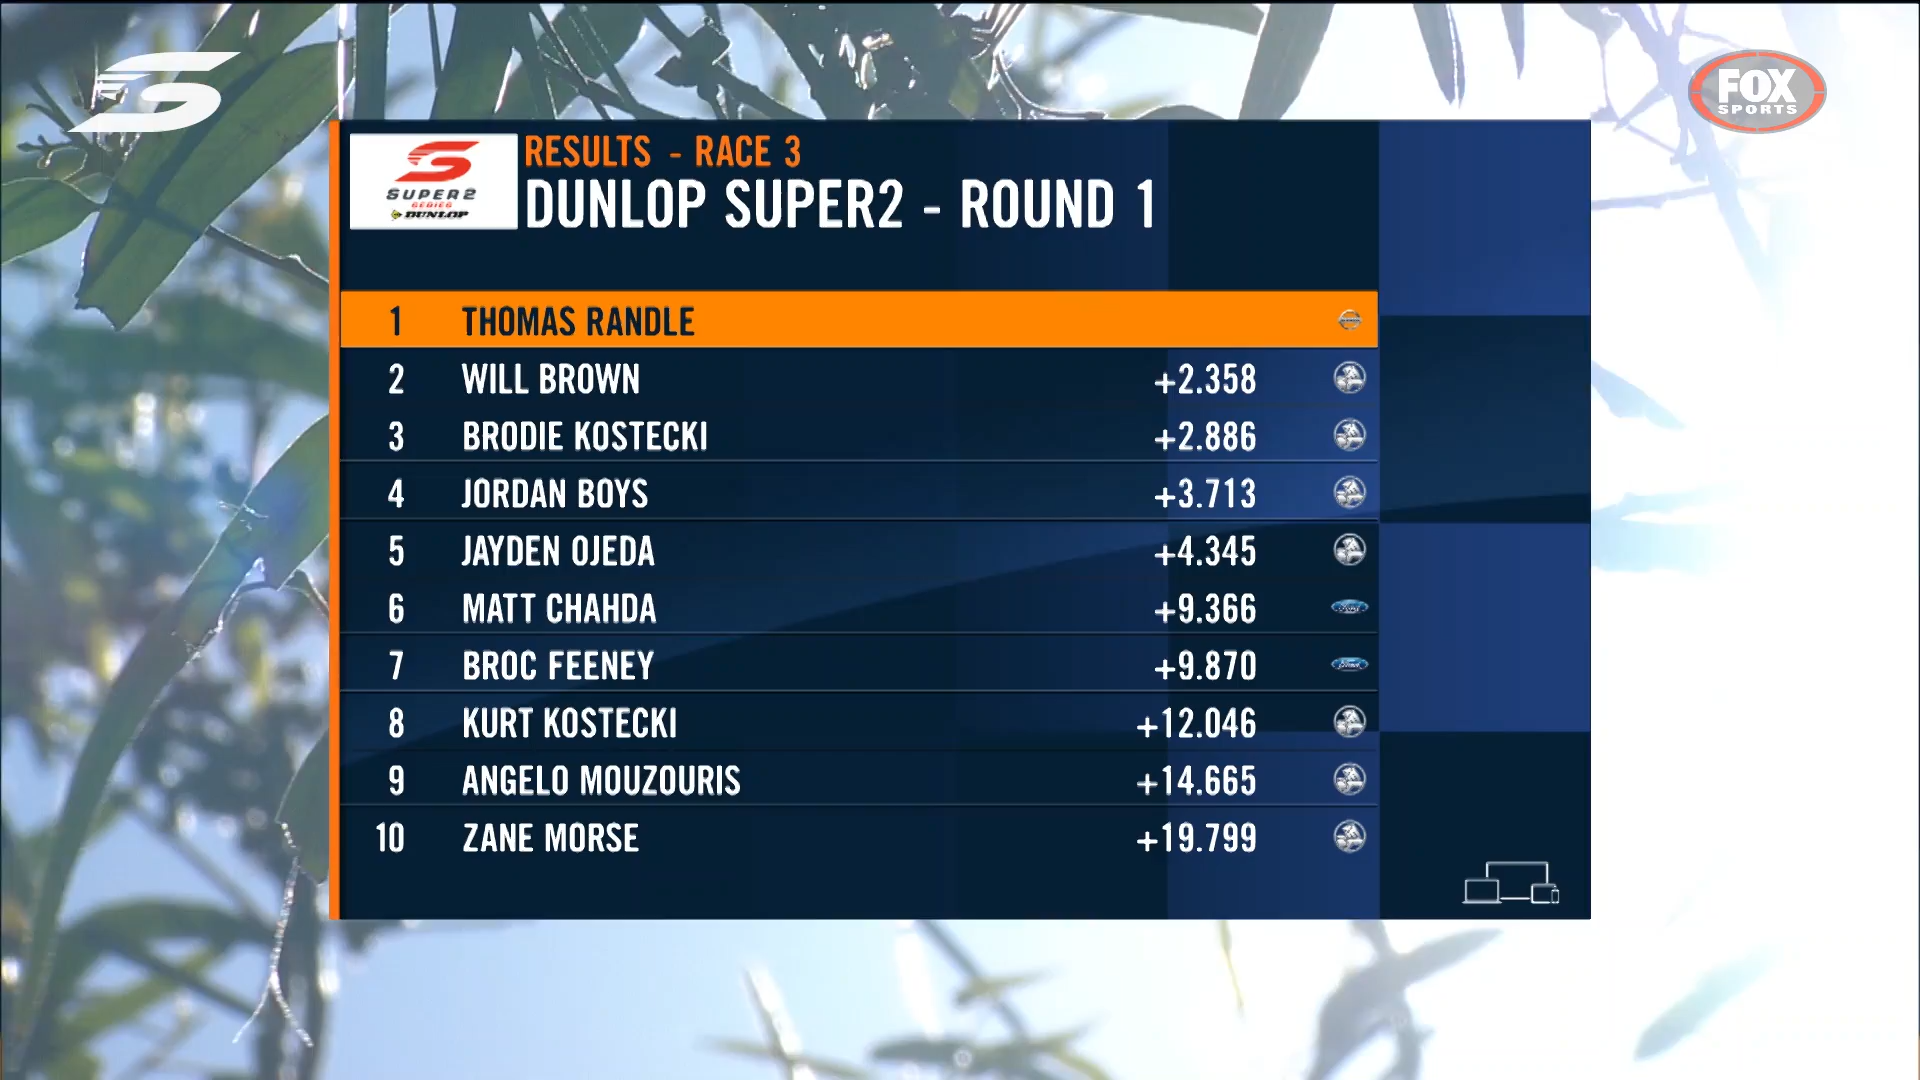 FOX
SPORTS
SUPER2
SERIES
DUNLOP
RESULTS - RACE 3
DUNLOP SUPER2 - ROUND 1
1 THOMAS RANDLE
2 WILL BROWN +2.358
3 BRODIE KOSTECKI +2.886
4 JORDAN BOYS +3.713
5 JAYDEN OJEDA +4.345
6 MATT CHAHDA +9.366
7 BROC FEENEY +9.870
8 KURT KOSTECKI +12.046
9 ANGELO MOUZOURIS +14.665
10 ZANE MORSE +19.799